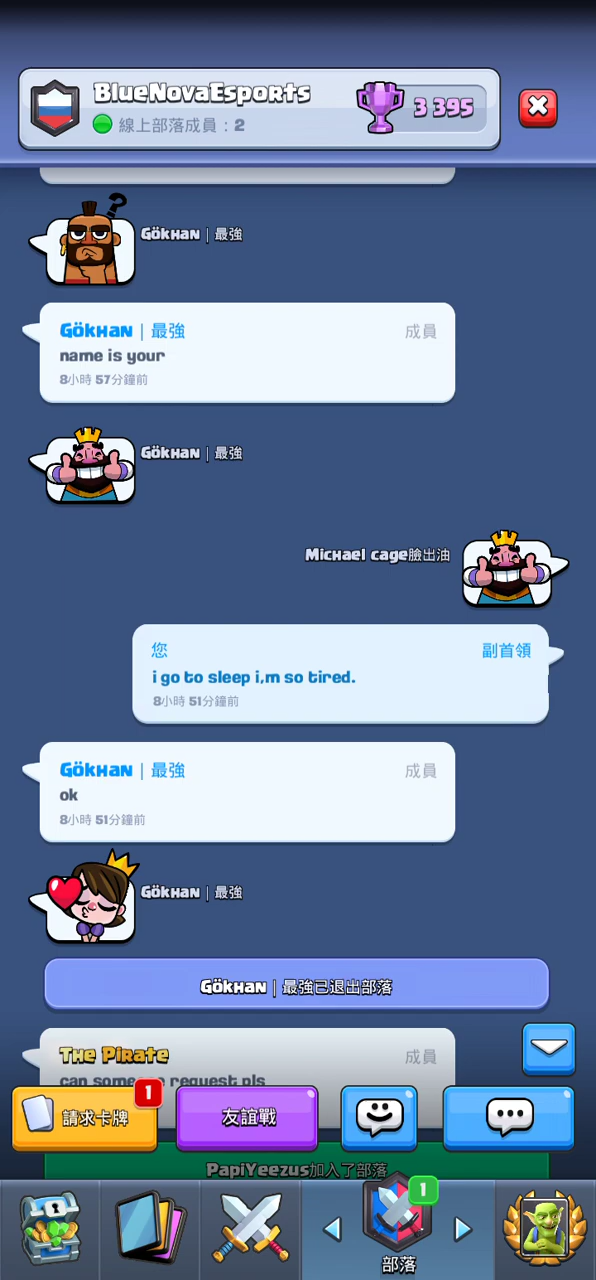 BlueNovaEsports
3 395
線上部落成員：2
?
Gökhan | 最強
Gökhan | 最強
成員
name is your
8小時 57分鐘前
Gökhan | 最強
Michael cage臉出油
您
副首領
i go to sleep i,m so tired.
8小時 51分鐘前
Gökhan | 最強
成員
ok
8小時 51分鐘前
Gökhan | 最強
Gökhan | 最強已退出部落
The Pirate
成員
can someone request pls
1
請求卡牌
友誼戰
PapiYeezus加入了部落
1
部落